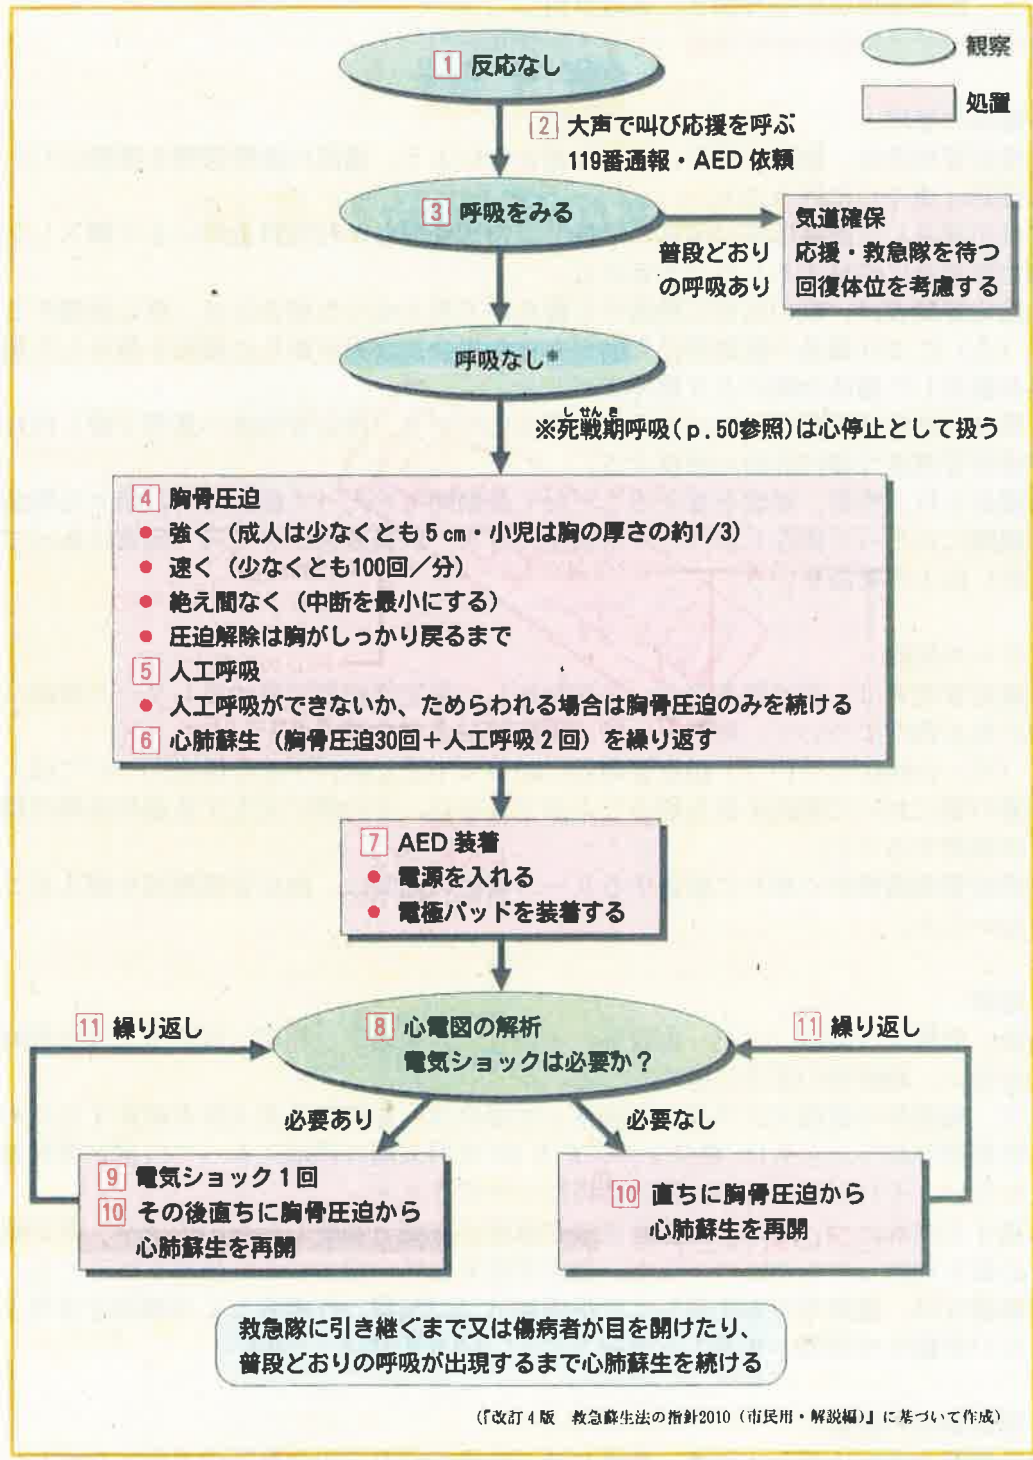 1 反応なし
観察
処置
2 大声で叫び応援を呼ぶ
119番通報・AED 依頼
3 呼吸をみる
普段どおり
の呼吸あり
気道確保
応援・救急隊を待つ
回復体位を考慮する
呼吸なし※
しせんき
※死戦期呼吸(p.50参照)は心停止として扱う
4 胸骨圧迫
● 強く(成人は少なくとも5cm・小児は胸の厚さの約1/3)
● 速く(少なくとも100回/分)
● 絶え間なく(中断を最小にする)
● 圧迫解除は胸がしっかり戻るまで
5 人工呼吸
● 人工呼吸ができないか、ためらわれる場合は胸骨圧迫のみを続ける
6 心肺蘇生(胸骨圧迫30回+人工呼吸2回)を繰り返す
7 AED 装着
● 電源を入れる
● 電極パッドを装着する
11 繰り返し
8 心電図の解析
電気ショックは必要か?
11 繰り返し
必要あり
必要なし
9 電気ショック1回
10 その後直ちに胸骨圧迫から
心肺蘇生を再開
10 直ちに胸骨圧迫から
心肺蘇生を再開
救急隊に引き継ぐまで又は傷病者が目を開けたり、
普段どおりの呼吸が出現するまで心肺蘇生を続ける
(『改訂4版 救急蘇生法の指針2010(市民用・解説編)』に基づいて作成)